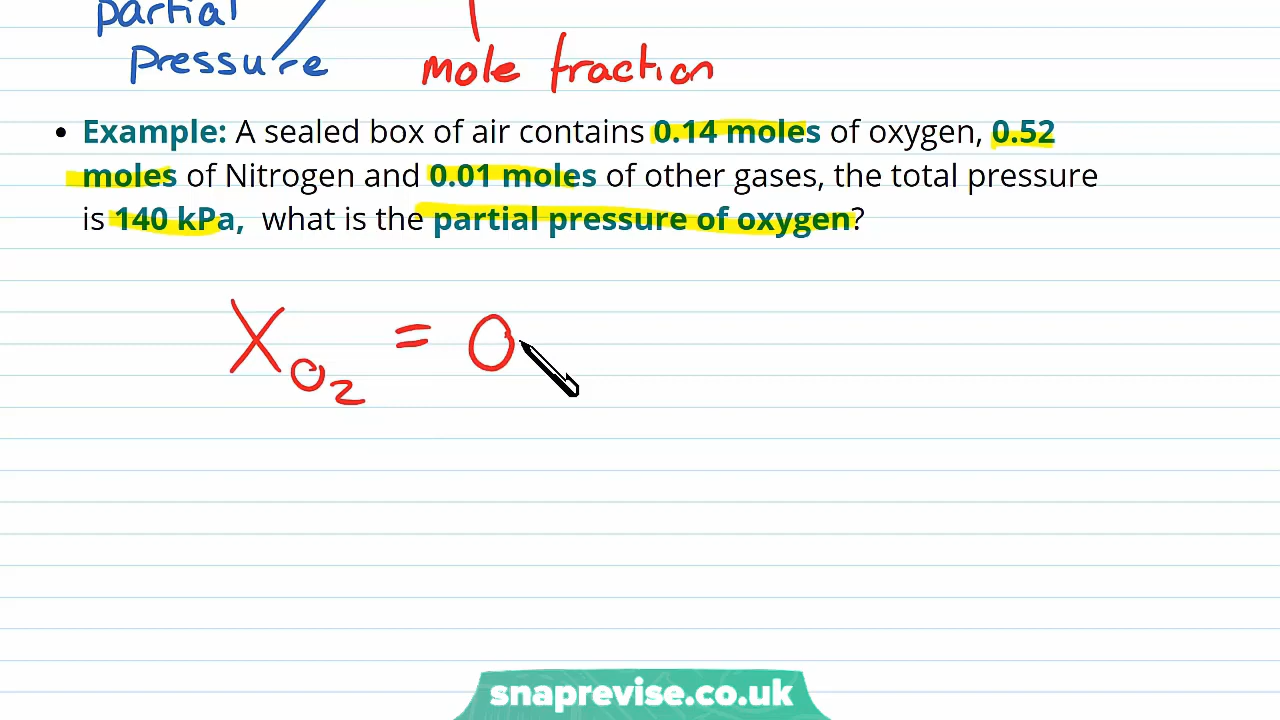 partial
pressure
mole fraction
• Example: A sealed box of air contains 0.14 moles of oxygen, 0.52
moles of Nitrogen and 0.01 moles of other gases, the total pressure
is 140 kPa, what is the partial pressure of oxygen?
X_O₂ = 0
snaprevise.co.uk